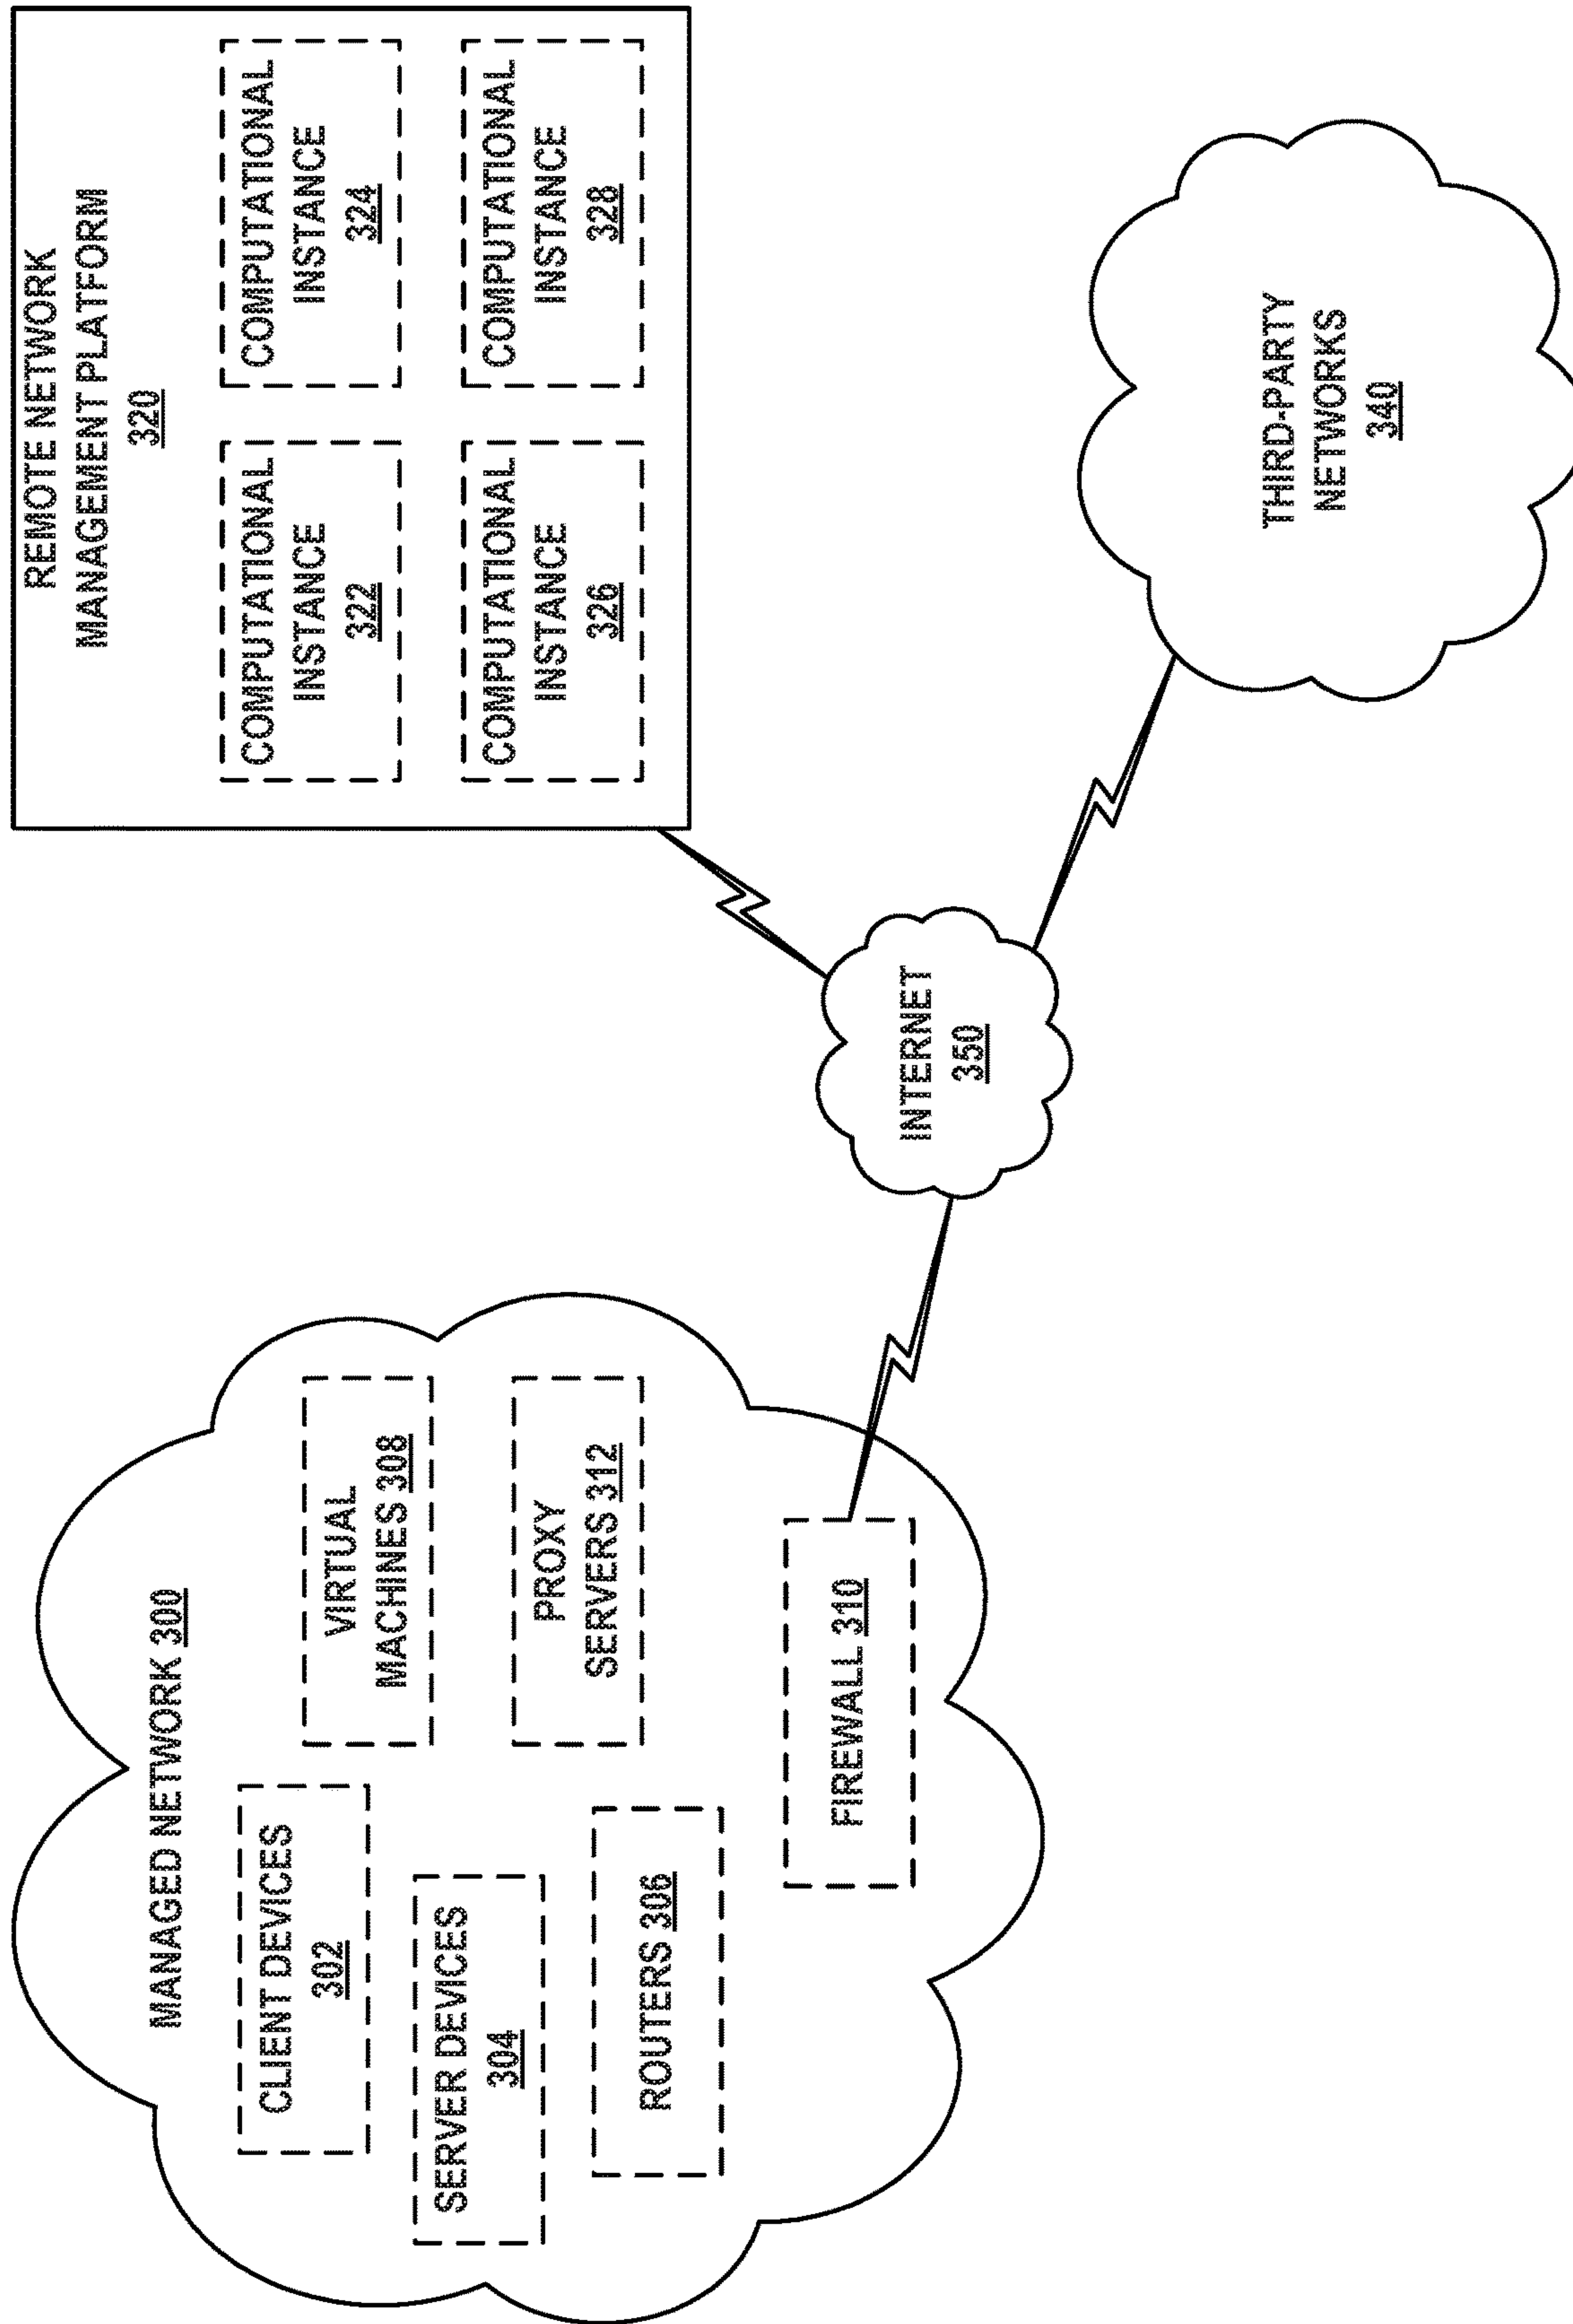 MANAGED NETWORK 300
CLIENT DEVICES
302
SERVER DEVICES
304
ROUTERS 306
VIRTUAL
MACHINES 308
PROXY
SERVERS 312
FIREWALL 310
INTERNET
350
REMOTE NETWORK
MANAGEMENT PLATFORM
320
COMPUTATIONAL
INSTANCE
322
COMPUTATIONAL
INSTANCE
324
COMPUTATIONAL
INSTANCE
326
COMPUTATIONAL
INSTANCE
328
THIRD-PARTY
NETWORKS
340